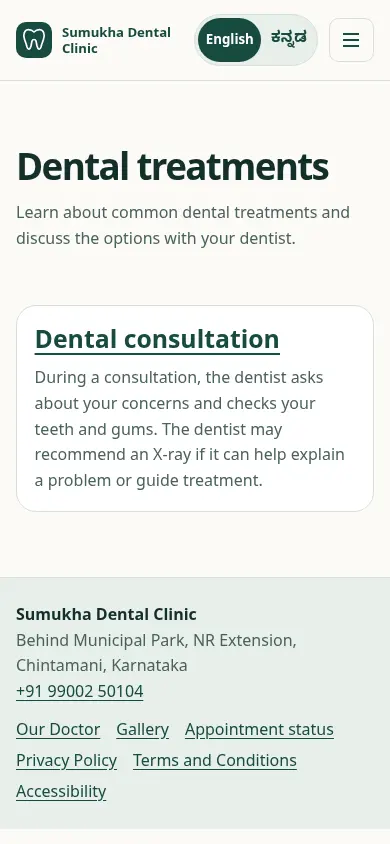 Sumukha Dental
Clinic
English
ಕನ್ನಡ
Dental treatments
Learn about common dental treatments and
discuss the options with your dentist.
Dental consultation
During a consultation, the dentist asks
about your concerns and checks your
teeth and gums. The dentist may
recommend an X-ray if it can help explain
a problem or guide treatment.
Sumukha Dental Clinic
Behind Municipal Park, NR Extension,
Chintamani, Karnataka
+91 99002 50104
Our Doctor Gallery Appointment status
Privacy Policy Terms and Conditions
Accessibility